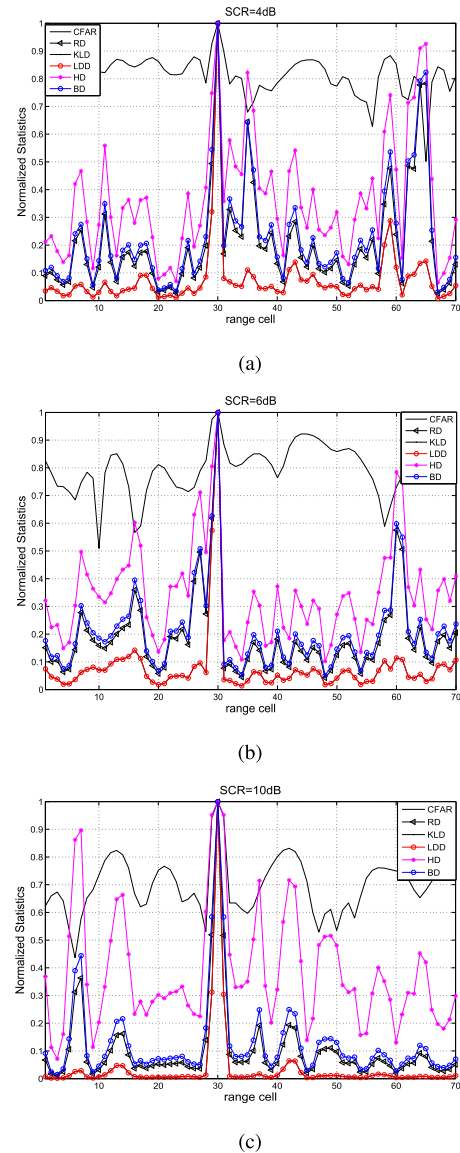 SCR=4dB
1
0.9
0.8
0.7
0.6
0.5
0.4
0.3
0.2
0.1
0
CFAR
RD
KLD
LDD
HD
BD
Normalized Statistics
10 20 30 40 50 60 70
range cell
(a)
SCR=6dB
1
0.9
0.8
0.7
0.6
0.5
0.4
0.3
0.2
0.1
0
CFAR
RD
KLD
LDD
HD
BD
Normalized Statistics
10 20 30 40 50 60 70
range cell
(b)
SCR=10dB
1
0.9
0.8
0.7
0.6
0.5
0.4
0.3
0.2
0.1
0
CFAR
RD
KLD
LDD
HD
BD
Normalized Statistics
10 20 30 40 50 60 70
range cell
(c)